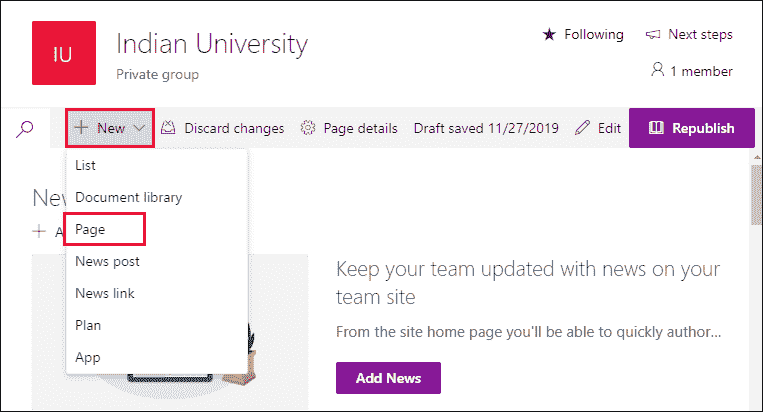 IU
Indian University
Private group
Following
Next steps
1 member
New
Discard changes
Page details
Draft saved 11/27/2019
Edit
Republish
List
Document library
Page
News post
News link
Plan
App
Keep your team updated with news on your
team site
From the site home page you'll be able to quickly author...
Add News